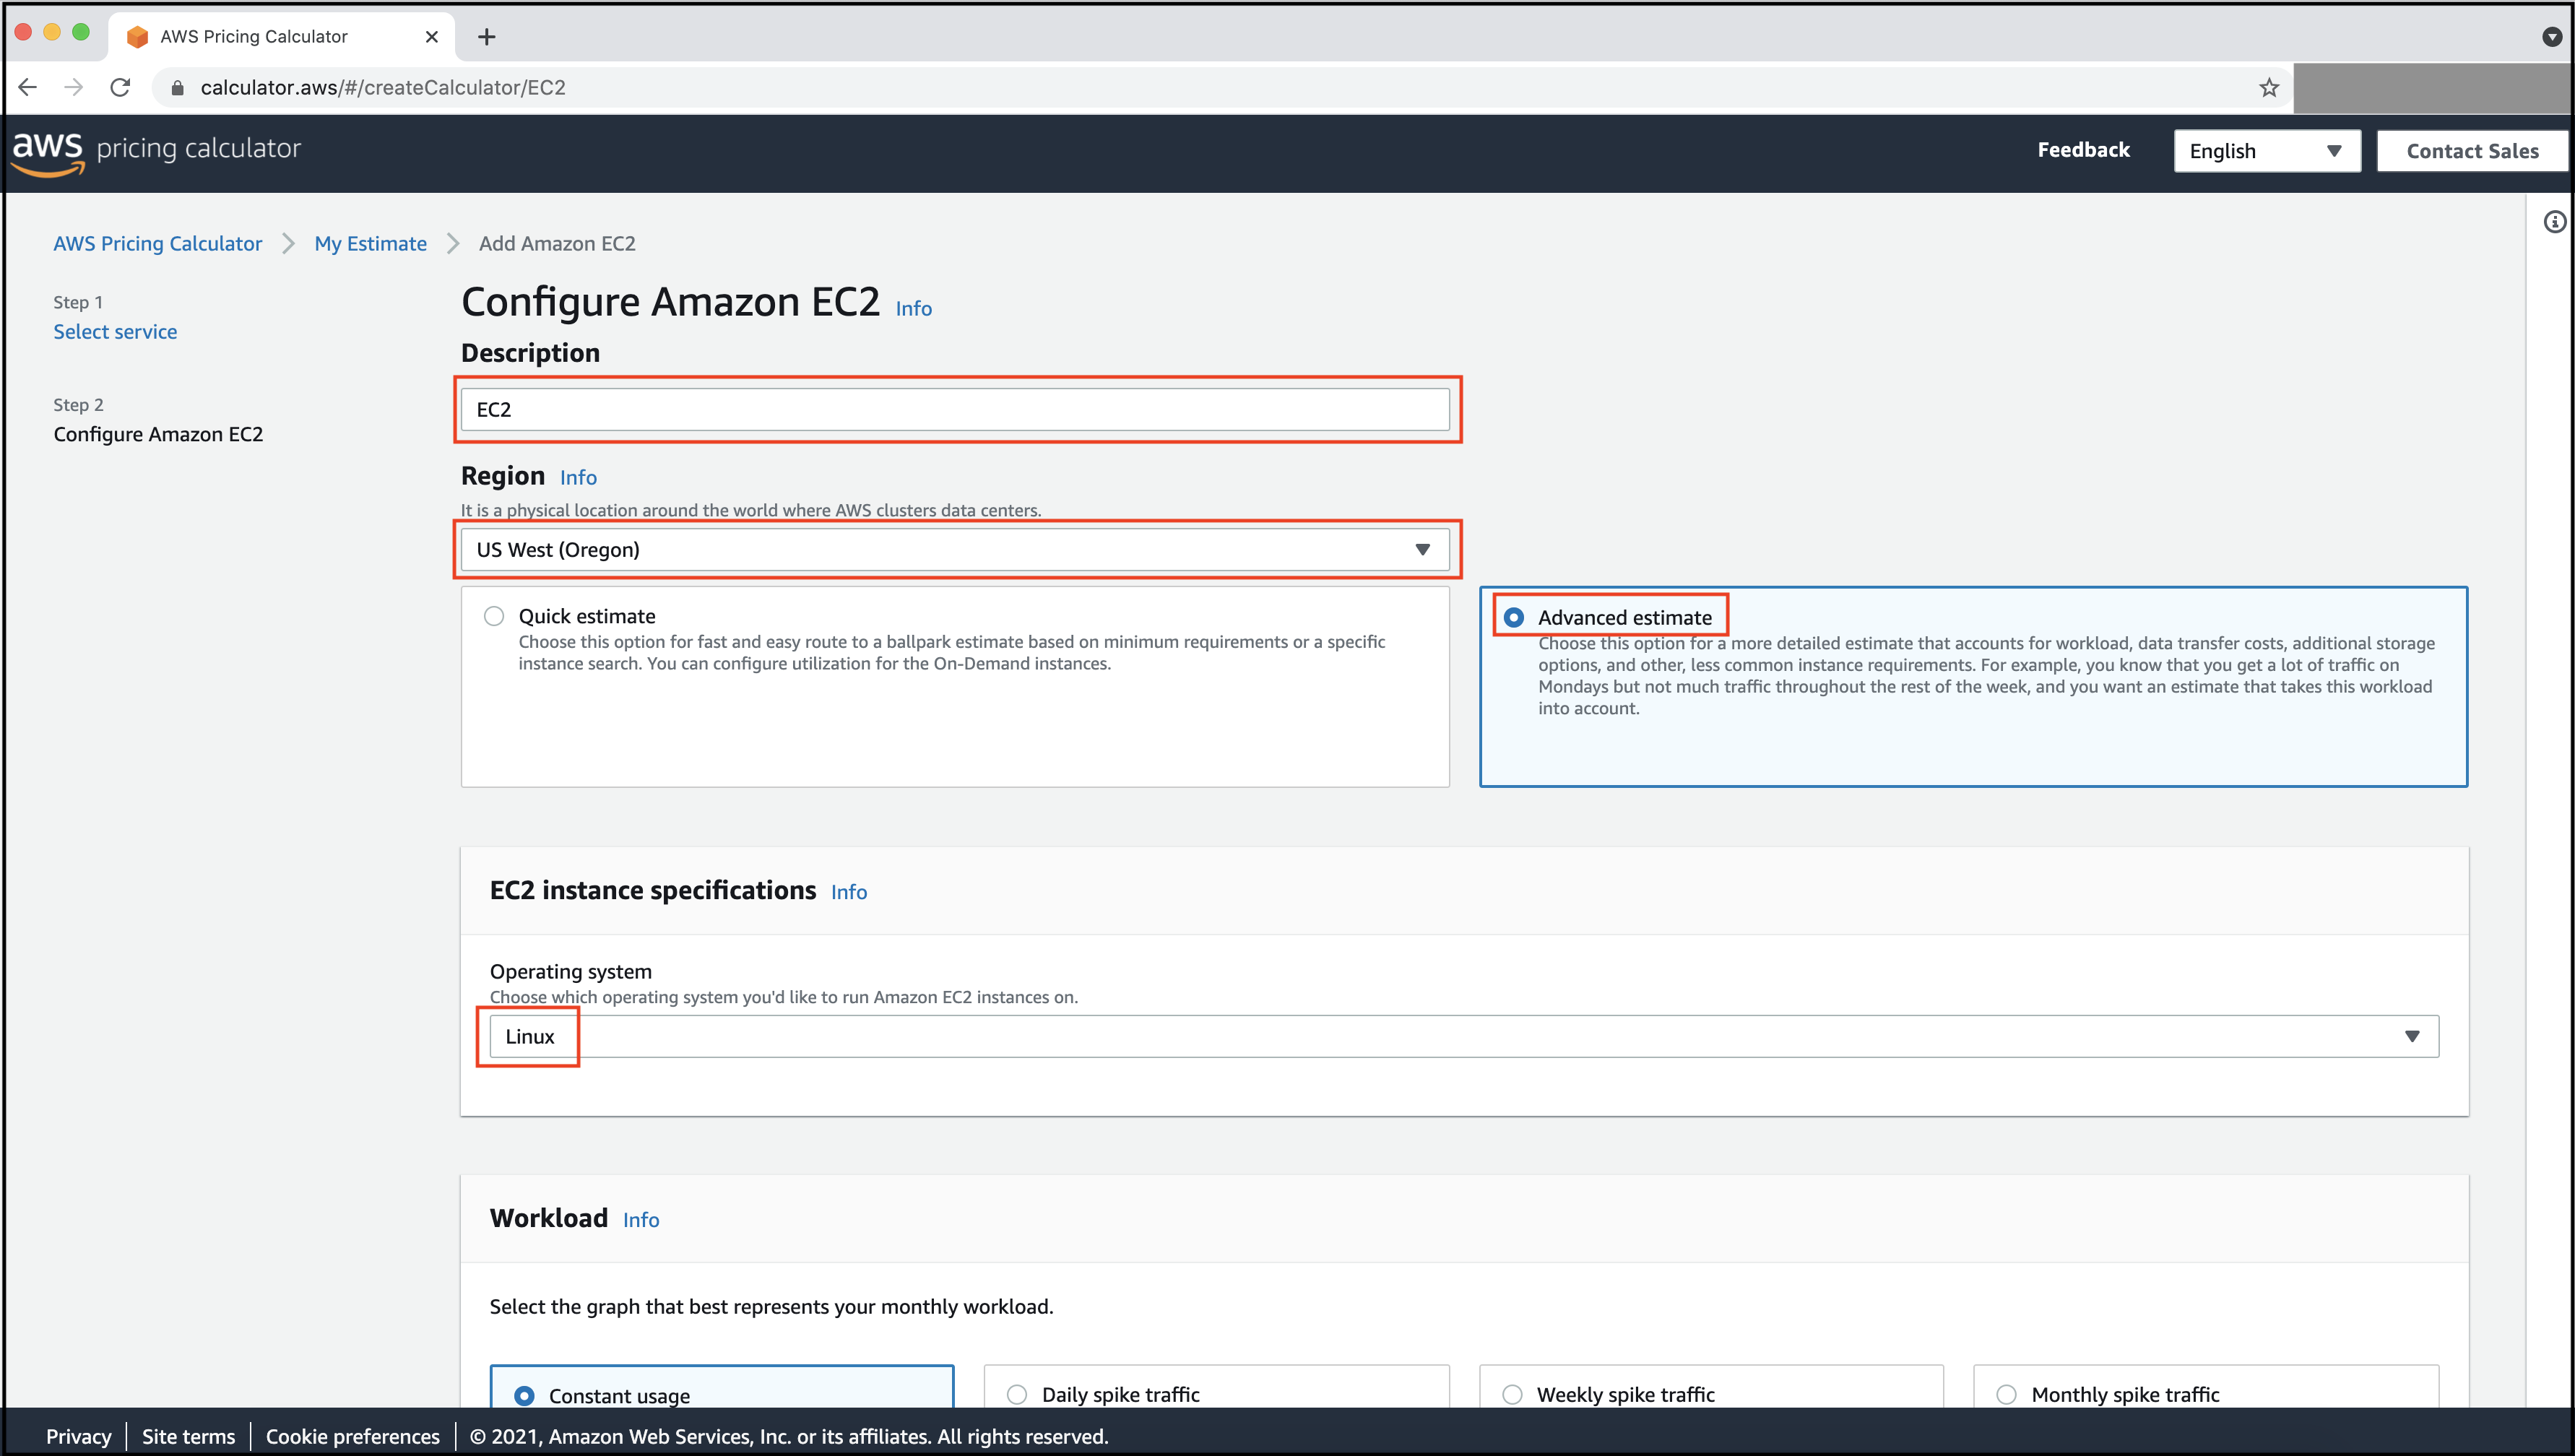 AWS Pricing Calculator
calculator.aws/#/createCalculator/EC2
aws pricing calculator
Feedback
English
Contact Sales
AWS Pricing Calculator
My Estimate
Add Amazon EC2
Step 1
Select service
Step 2
Configure Amazon EC2
Configure Amazon EC2 Info
Description
EC2
Region Info
It is a physical location around the world where AWS clusters data centers.
US West (Oregon)
Quick estimate
Choose this option for fast and easy route to a ballpark estimate based on minimum requirements or a specific
instance search. You can configure utilization for the On-Demand instances.
Advanced estimate
Choose this option for a more detailed estimate that accounts for workload, data transfer costs, additional storage
options, and other, less common instance requirements. For example, you know that you get a lot of traffic on
Mondays but not much traffic throughout the rest of the week, and you want an estimate that takes this workload
into account.
EC2 instance specifications Info
Operating system
Choose which operating system you'd like to run Amazon EC2 instances on.
Linux
Workload Info
Select the graph that best represents your monthly workload.
Constant usage
Daily spike traffic
Weekly spike traffic
Monthly spike traffic
Privacy
Site terms
Cookie preferences
© 2021, Amazon Web Services, Inc. or its affiliates. All rights reserved.